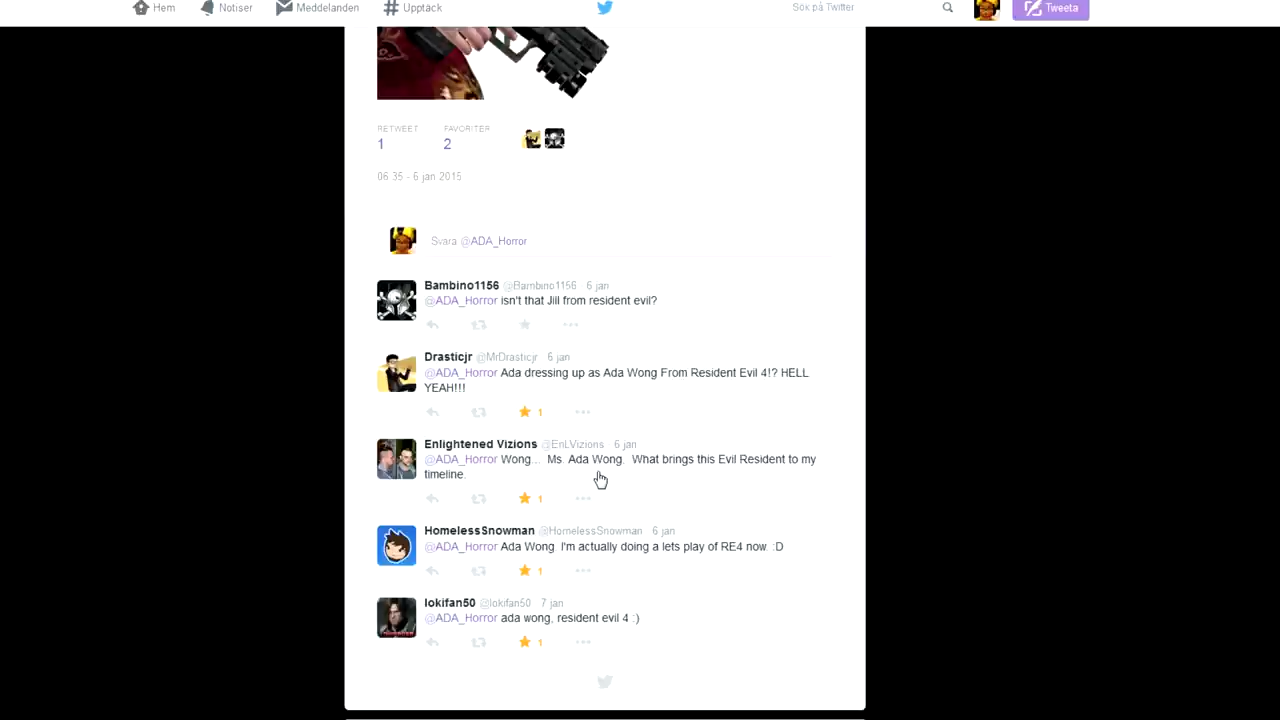 Hem Notiser Meddelanden Upptäck Sök på Twitter Tweeta
RETWEET FAVORITER
1 2
06:35 - 6 jan 2015
Svara @ADA_Horror
Bambino1156 @Bambino1156 6 jan
@ADA_Horror isn't that Jill from resident evil?
Drasticjr @MrDrasticjr 6 jan
@ADA_Horror Ada dressing up as Ada Wong From Resident Evil 4!? HELL
YEAH!!!
1
Enlightened Vizions @EnLVizions 6 jan
@ADA_Horror Wong... Ms. Ada Wong. What brings this Evil Resident to my
timeline.
1
HomelessSnowman @HomelessSnowman 6 jan
@ADA_Horror Ada Wong. I'm actually doing a lets play of RE4 now. :D
1
lokifan50 @lokifan50 7 jan
@ADA_Horror ada wong, resident evil 4 :)
1